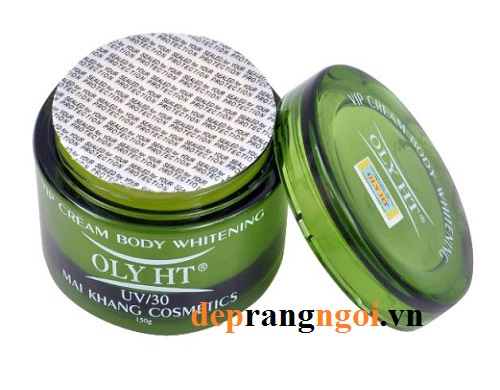 SEALED for YOUR PROTECTION
VIP CREAM BODY WHITENING
OLY HT®
UV/30
MAI KHANG COSMETICS
150g
VIP CREAM BODY WHITENING
OLY HT®
deprangngoi.vn